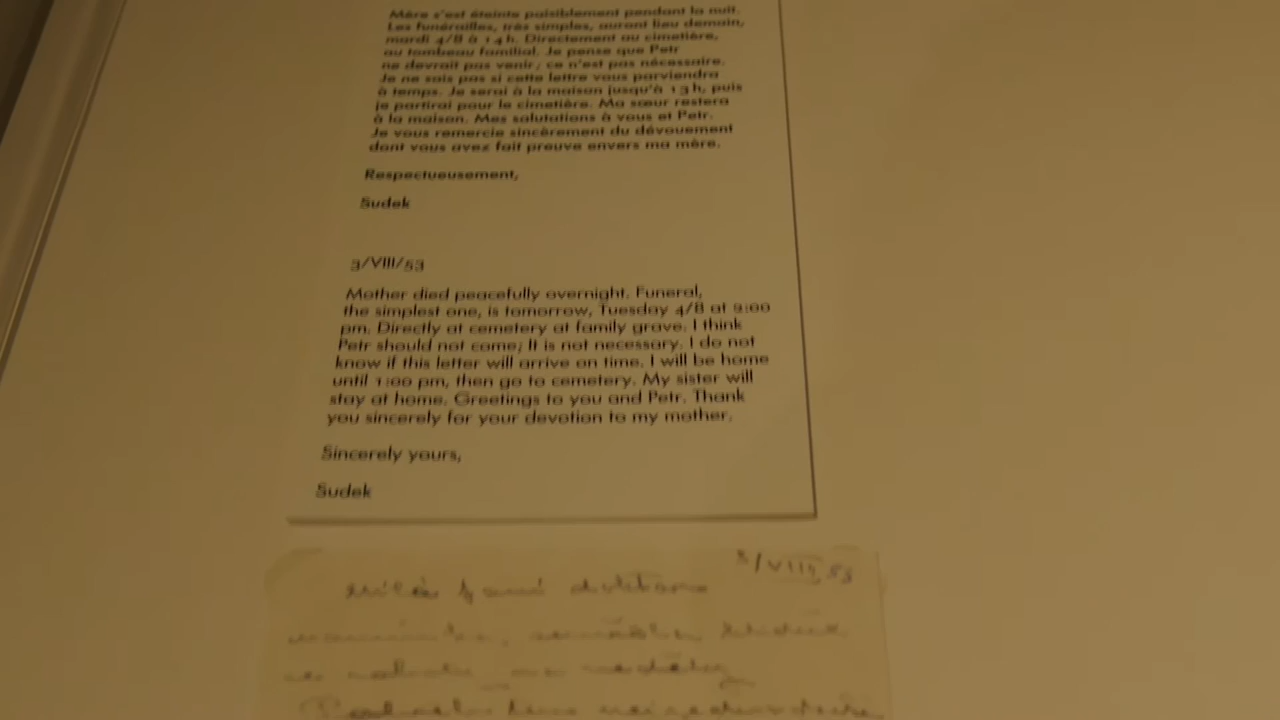 Mère s'est éteinte paisiblement pendant la nuit.
Les funérailles, très simples, auront lieu demain,
mardi 4/8 à 14h. Directement au cimetière,
au tombeau familial. Je pense que Petr
ne devrait pas venir; ce n'est pas nécessaire.
Je ne sais pas si cette lettre vous parviendra
à temps. Je serai à la maison jusqu'à 13h, puis
je partirai pour le cimetière. Ma sœur restera
à la maison. Mes salutations à vous et Petr.
Je vous remercie sincèrement du dévouement
dont vous avez fait preuve envers ma mère.
Respectueusement,
Sudek
3/VIII/53
Mother died peacefully overnight. Funeral,
the simplest one, is tomorrow, Tuesday 4/8 at 2:00
pm. Directly at cemetery at family grave. I think
Petr should not come; It is not necessary. I do not
know if this letter will arrive on time. I will be home
until 1:00 pm, then go to cemetery. My sister will
stay at home. Greetings to you and Petr. Thank
you sincerely for your devotion to my mother.
Sincerely yours,
Sudek
3/VIII 53